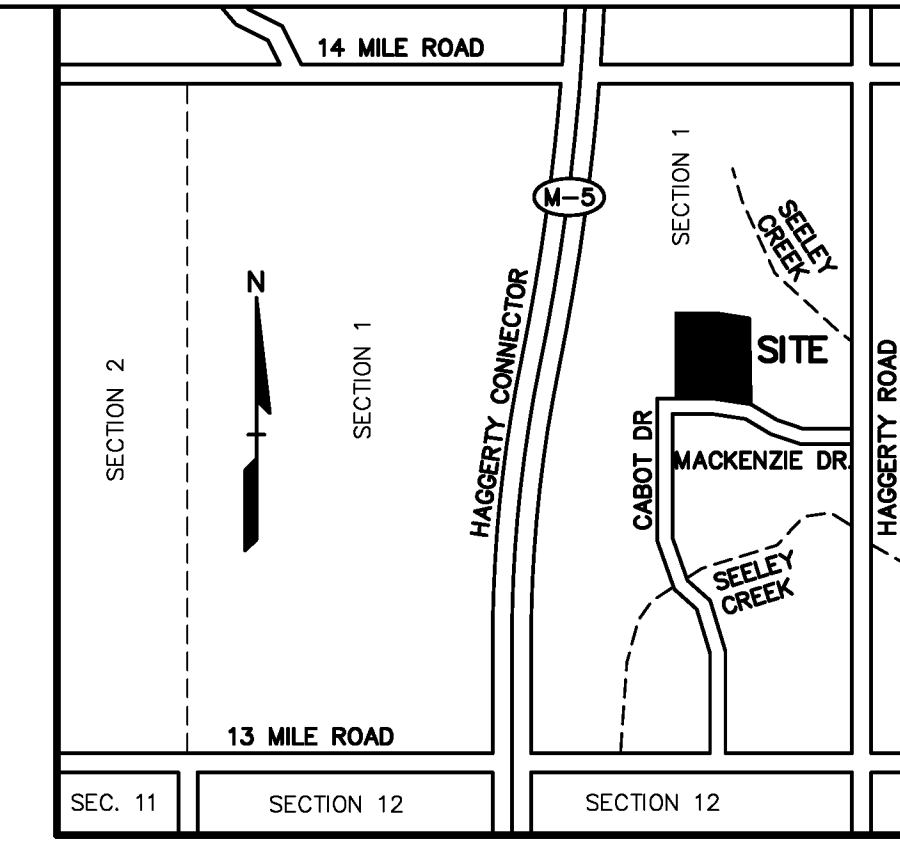 14 MILE ROAD
SECTION 1
M-5
SEELEY
CREEK
N
HAGGERTY CONNECTOR
SECTION 1
SECTION 2
SITE
HAGGERTY ROAD
CABOT DR
MACKENZIE DR.
SEELEY
CREEK
13 MILE ROAD
SEC. 11
SECTION 12
SECTION 12